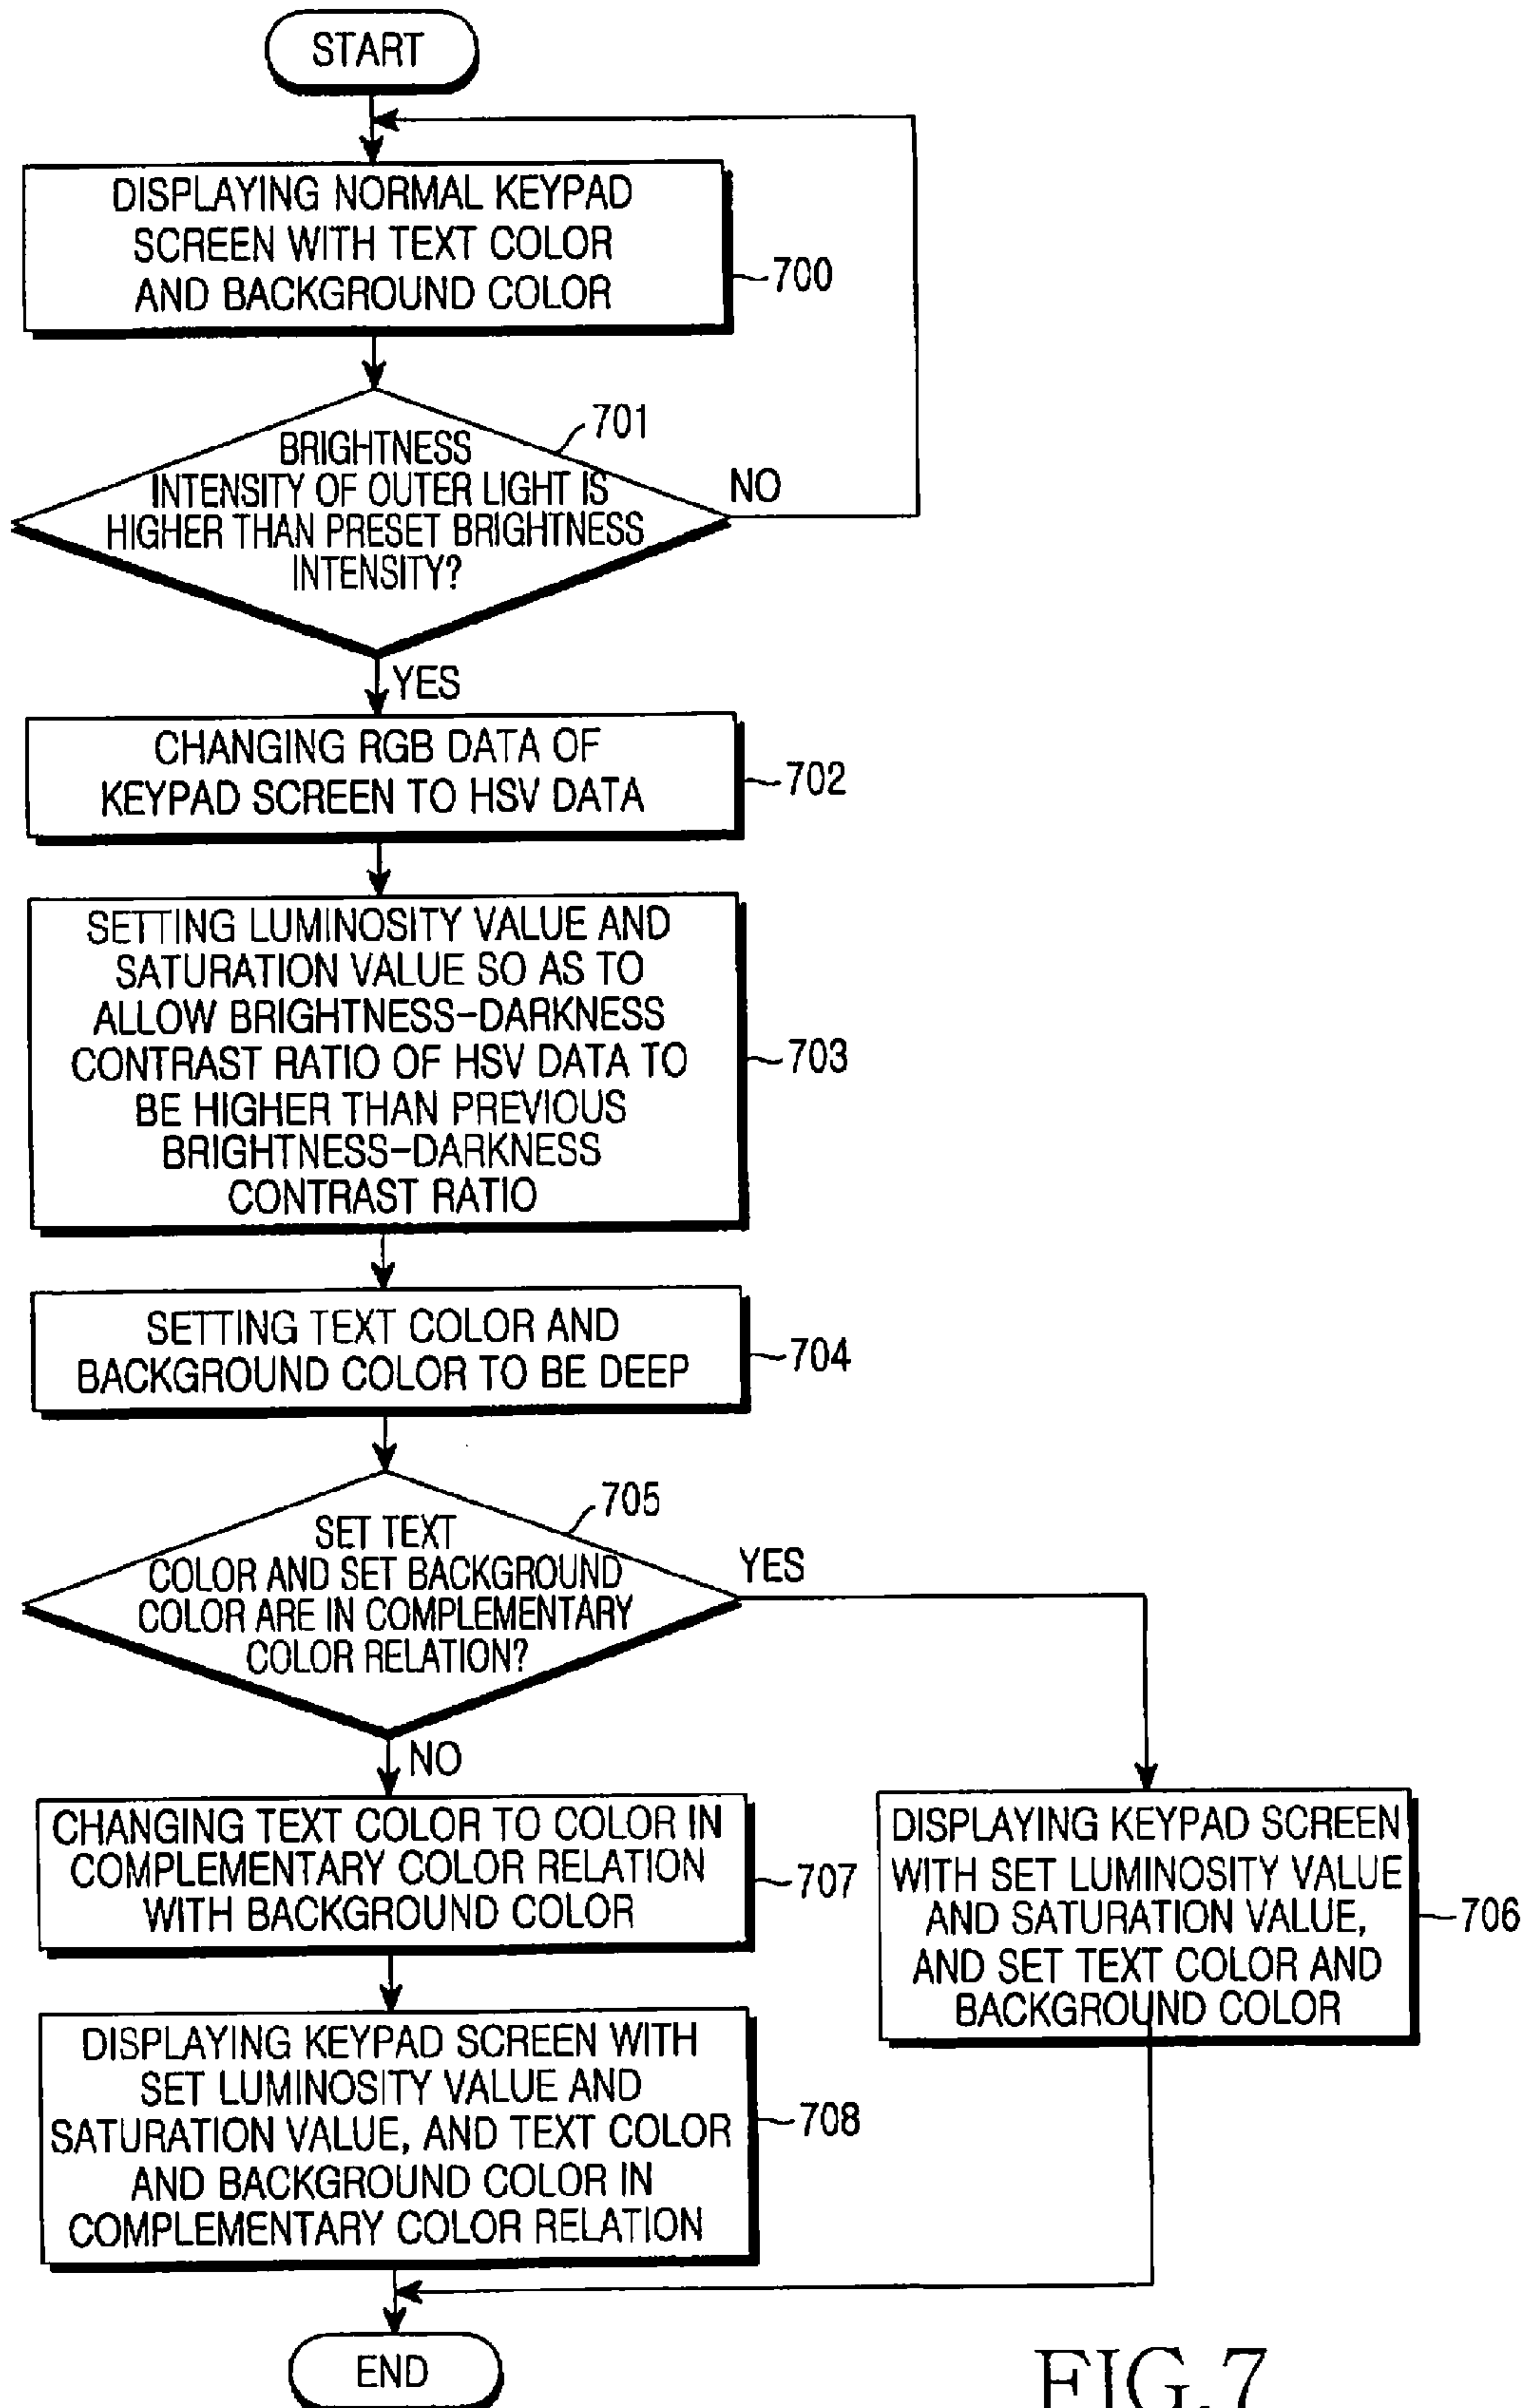 START
DISPLAYING NORMAL KEYPAD
SCREEN WITH TEXT COLOR
AND BACKGROUND COLOR
700
701
BRIGHTNESS
INTENSITY OF OUTER LIGHT IS
HIGHER THAN PRESET BRIGHTNESS
INTENSITY?
NO
YES
CHANGING RGB DATA OF
KEYPAD SCREEN TO HSV DATA
702
SETTING LUMINOSITY VALUE AND
SATURATION VALUE SO AS TO
ALLOW BRIGHTNESS-DARKNESS
CONTRAST RATIO OF HSV DATA TO
BE HIGHER THAN PREVIOUS
BRIGHTNESS-DARKNESS
CONTRAST RATIO
703
SETTING TEXT COLOR AND
BACKGROUND COLOR TO BE DEEP
704
705
SET TEXT
COLOR AND SET BACKGROUND
COLOR ARE IN COMPLEMENTARY
COLOR RELATION?
YES
NO
CHANGING TEXT COLOR TO COLOR IN
COMPLEMENTARY COLOR RELATION
WITH BACKGROUND COLOR
707
DISPLAYING KEYPAD SCREEN
WITH SET LUMINOSITY VALUE
AND SATURATION VALUE,
AND SET TEXT COLOR AND
BACKGROUND COLOR
706
DISPLAYING KEYPAD SCREEN WITH
SET LUMINOSITY VALUE AND
SATURATION VALUE, AND TEXT COLOR
AND BACKGROUND COLOR IN
COMPLEMENTARY COLOR RELATION
708
END
FIG.7